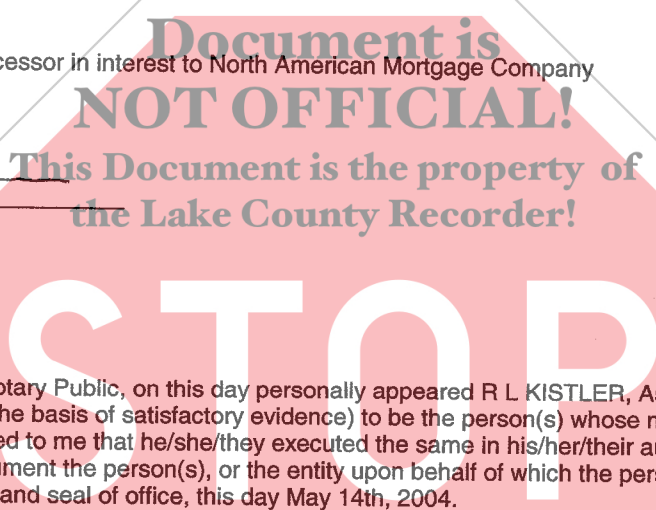 Document is
cessor in interest to North American Mortgage Company
NOT OFFICIAL!
This Document is the property of
the Lake County Recorder!
STOP
otary Public, on this day personally appeared R L KISTLER, A
he basis of satisfactory evidence) to be the person(s) whose
ed to me that he/she/they executed the same in his/her/their a
ument the person(s), or the entity upon behalf of which the pers
and seal of office, this day May 14th, 2004.